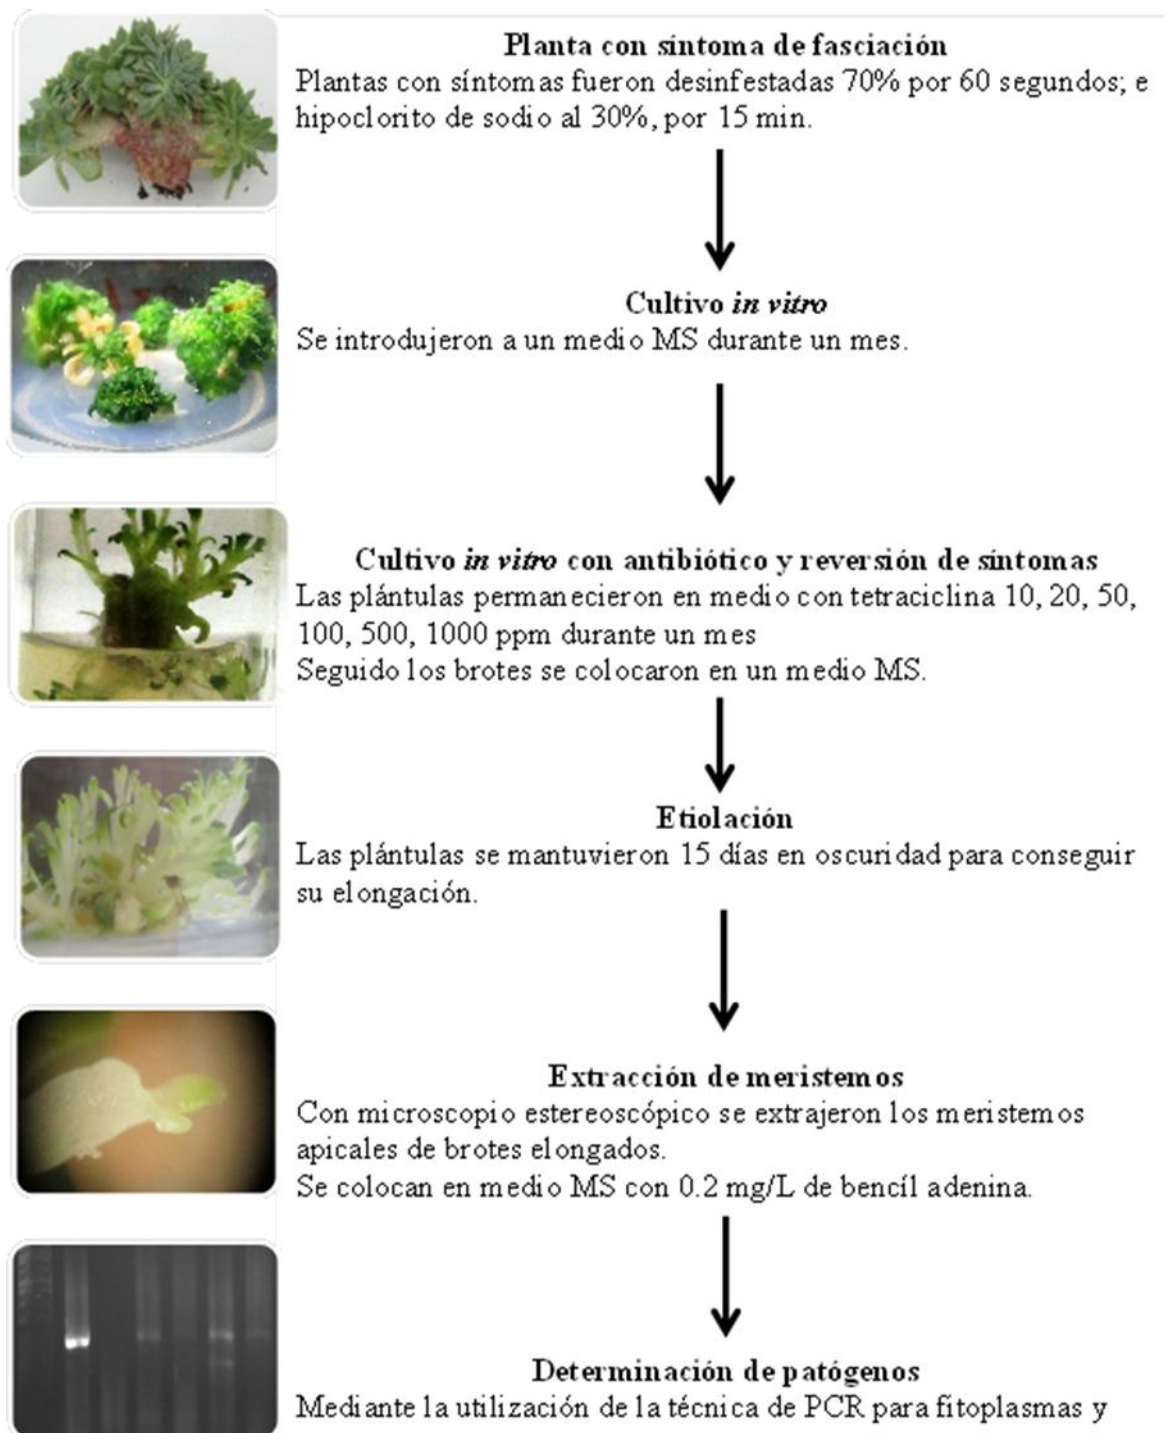 Planta con síntoma de fasciación
Plantas con síntomas fueron desinfestadas 70% por 60 segundos; e
hipoclorito de sodio al 30%, por 15 min.
Cultivo in vitro
Se introdujeron a un medio MS durante un mes.
Cultivo in vitro con antibiótico y reversión de síntomas
Las plántulas permanecieron en medio con tetraciclina 10, 20, 50,
100, 500, 1000 ppm durante un mes
Seguido los brotes se colocaron en un medio MS.
Etiolación
Las plántulas se mantuvieron 15 días en oscuridad para conseguir
su elongación.
Extracción de meristemos
Con microscopio estereoscópico se extrajeron los meristemos
apicales de brotes elongados.
Se colocan en medio MS con 0.2 mg/L de bencíl adenina.
Determinación de patógenos
Mediante la utilización de la técnica de PCR para fitoplasmas y